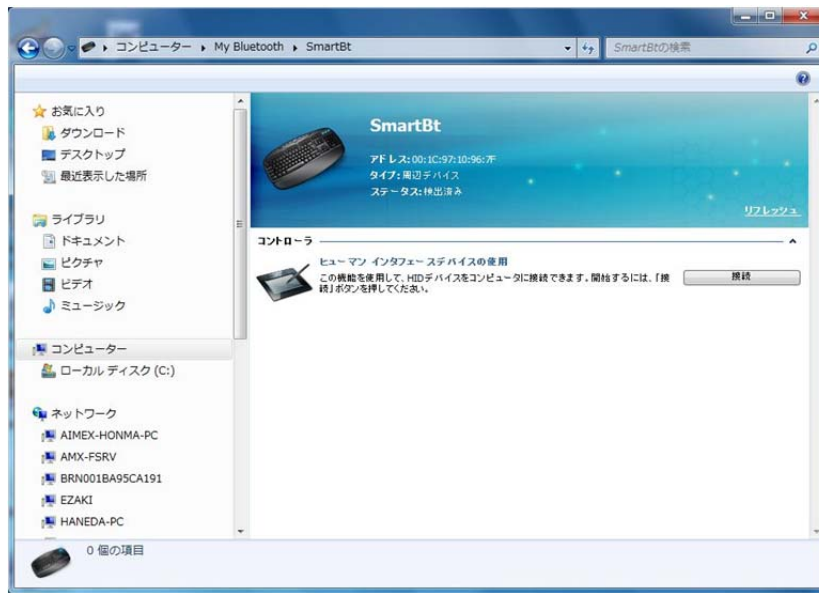 コンピューター ▸ My Bluetooth ▸ SmartBt
SmartBtの検索
お気に入り
ダウンロード
デスクトップ
最近表示した場所
ライブラリ
ドキュメント
ピクチャ
ビデオ
ミュージック
コンピューター
ローカル ディスク (C:)
ネットワーク
AIMEX-HONMA-PC
AMX-FSRV
BRN001BA95CA191
EZAKI
HANEDA-PC
SmartBt
アドレス:00:1C:97:10:96:7F
タイプ:周辺デバイス
ステータス:検出済み
リフレッシュ
コントローラ
ヒューマン インタフェースデバイスの使用
この機能を使用して、HIDデバイスをコンピュータに接続できます。開始するには、「接
続」ボタンを押してください。
接続
0 個の項目